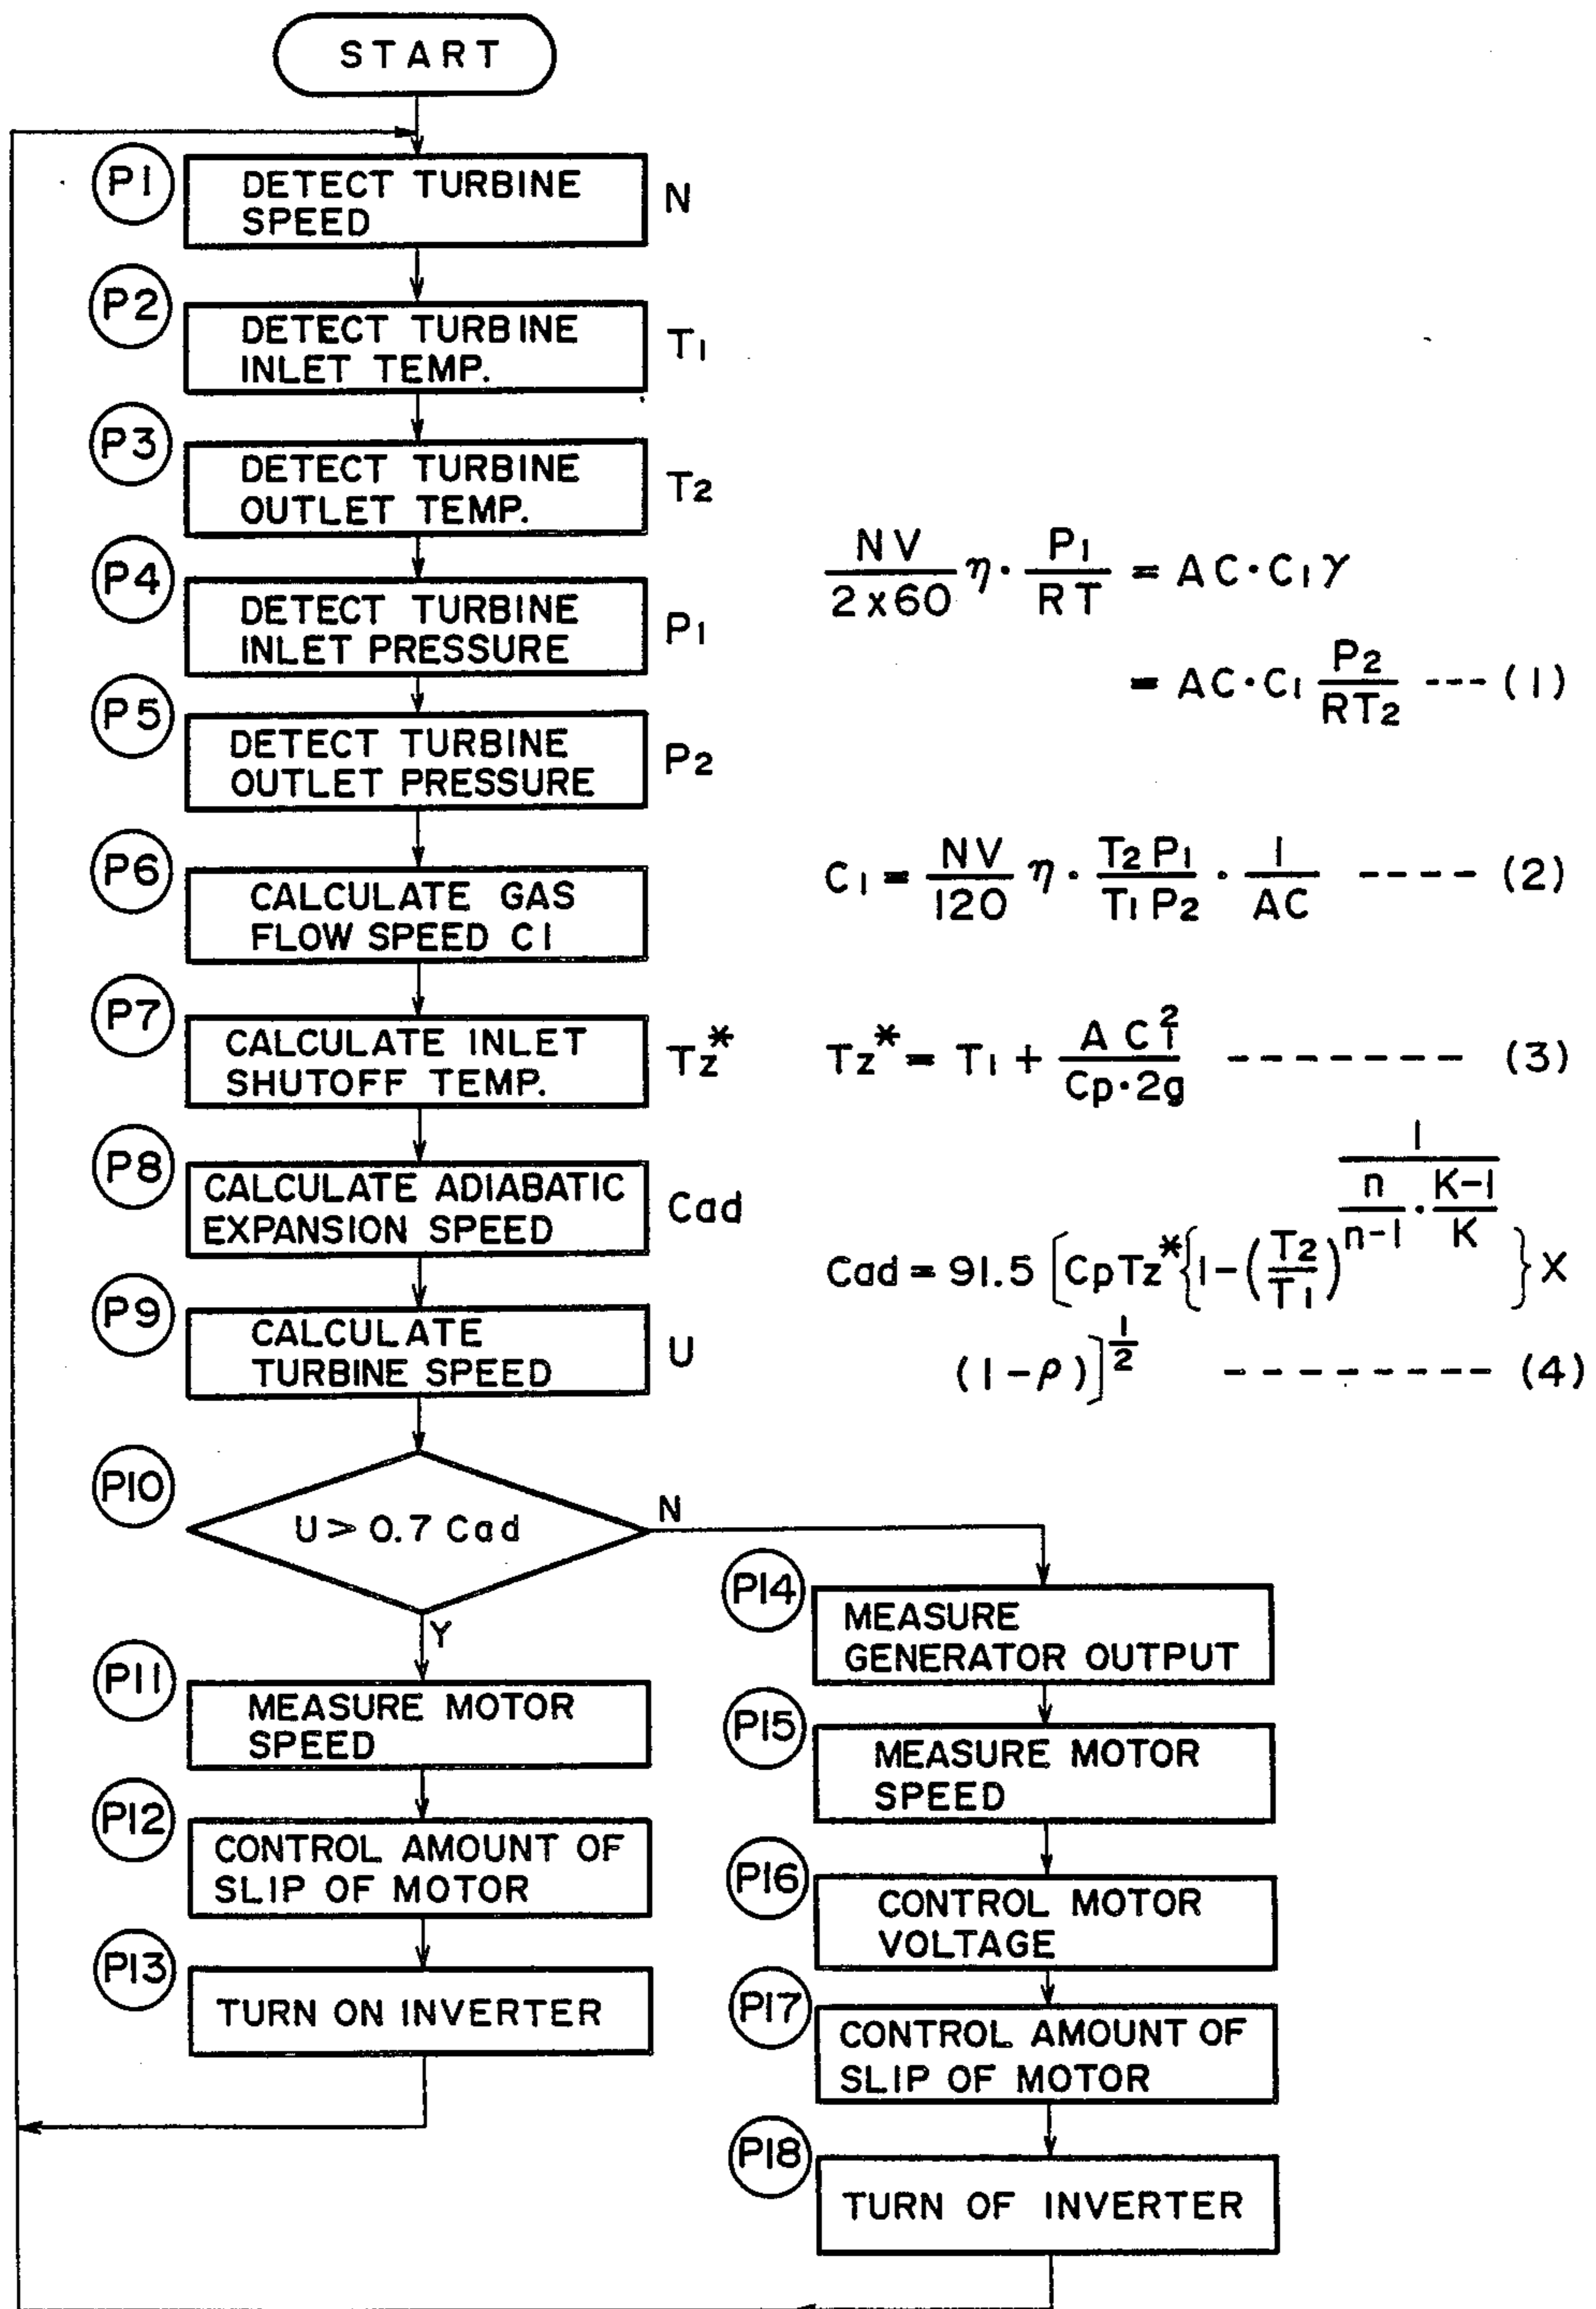 START
P1
DETECT TURBINE
SPEED
N
P2
DETECT TURBINE
INLET TEMP.
T1
P3
DETECT TURBINE
OUTLET TEMP.
T2
P4
DETECT TURBINE
INLET PRESSURE
P1
P5
DETECT TURBINE
OUTLET PRESSURE
P2
NV/2x60 η · P1/RT = AC·C1γ
= AC·C1 P2/RT2 --- (1)
P6
CALCULATE GAS
FLOW SPEED C1
C1 = NV/120 η · T2P1/T1P2 · 1/AC ---- (2)
P7
CALCULATE INLET
SHUTOFF TEMP.
Tz*
Tz* = T1 + AC1²/Cp·2g ------- (3)
P8
CALCULATE ADIABATIC
EXPANSION SPEED
Cad
Cad = 91.5 [CpTz*{1-(T2/T1)^(1/(n/(n-1)·(K-1)/K))} X
(1-ρ)]^(1/2) -------- (4)
P9
CALCULATE
TURBINE SPEED
U
P10
U > 0.7 Cad
N
Y
P11
MEASURE MOTOR
SPEED
P12
CONTROL AMOUNT OF
SLIP OF MOTOR
P13
TURN ON INVERTER
P14
MEASURE
GENERATOR OUTPUT
P15
MEASURE MOTOR
SPEED
P16
CONTROL MOTOR
VOLTAGE
P17
CONTROL AMOUNT OF
SLIP OF MOTOR
P18
TURN OF INVERTER